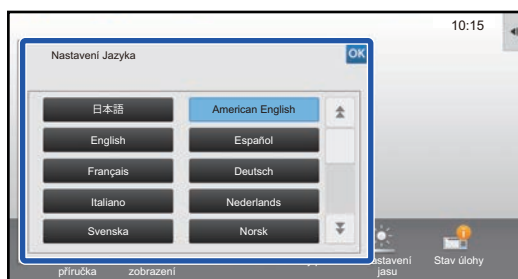 10:15
Nastavení Jazyka
OK
日本語
American English
English
Español
Français
Deutsch
Italiano
Nederlands
Svenska
Norsk
příručka
zobrazení
astavení
jasu
Stav úlohy